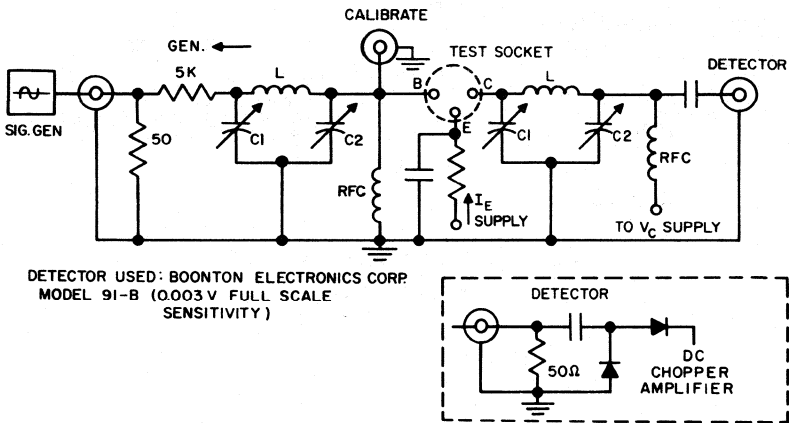 CALIBRATE
GEN.
TEST SOCKET
5K
L
B
C
L
DETECTOR
SIG. GEN
50
C1
C2
E
C1
C2
RFC
RFC
I_E
SUPPLY
TO V_C SUPPLY
DETECTOR USED: BOONTON ELECTRONICS CORP.
MODEL 91-B (0.003 V FULL SCALE
SENSITIVITY)
DETECTOR
50Ω
DC
CHOPPER
AMPLIFIER